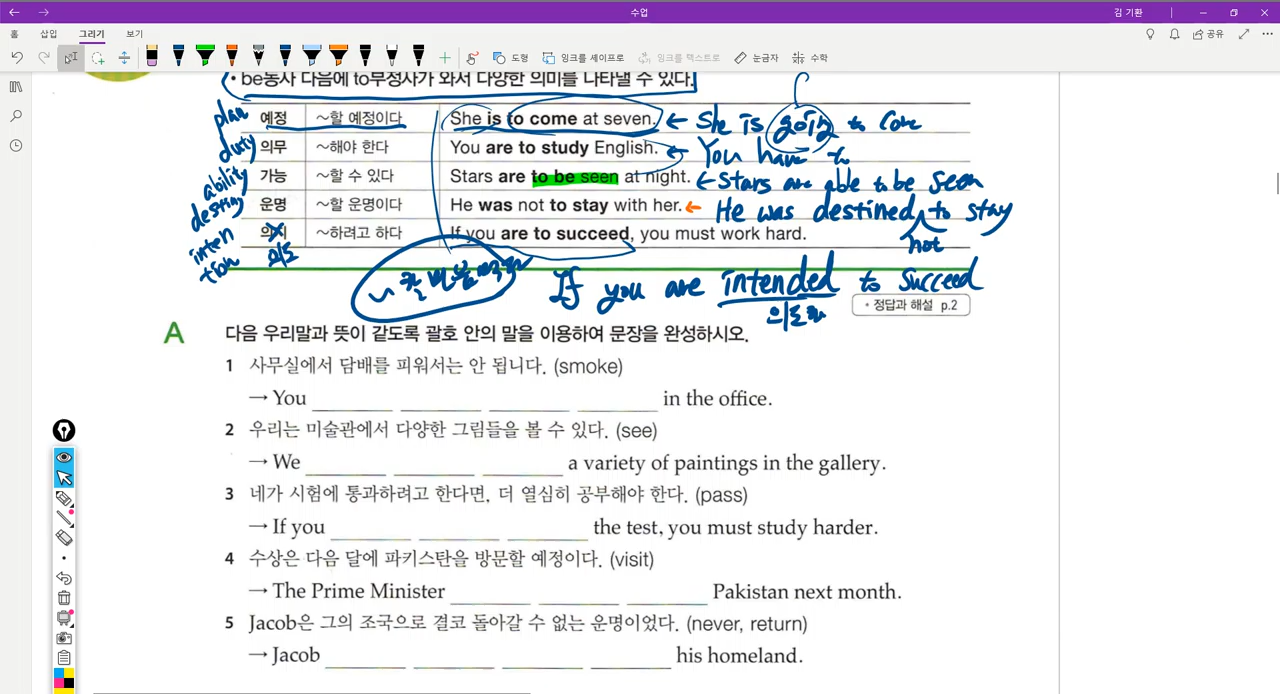 수업
김 기환
홈 삽입 그리기 보기
공유
도형 잉크를 셰이프로 잉크를 텍스트로 눈금자 수학
• be동사 다음에 to부정사가 와서 다양한 의미를 나타낼 수 있다.
plan 예정 ~할 예정이다 She is to come at seven. ← She is going to come
duty 의무 ~해야 한다 You are to study English. ← You have to
ability 가능 ~할 수 있다 Stars are to be seen at night. ← Stars are able to be seen
destiny 운명 ~할 운명이다 He was not to stay with her. ← He was destined to stay
not
intention 의지 ~하려고 하다 If you are to succeed, you must work hard.
의도
If you are intended to succeed
• 정답과 해설 p.2
A 다음 우리말과 뜻이 같도록 괄호 안의 말을 이용하여 문장을 완성하시오.
1 사무실에서 담배를 피워서는 안 됩니다. (smoke)
→ You ________ ________ ________ ________ in the office.
2 우리는 미술관에서 다양한 그림들을 볼 수 있다. (see)
→ We ________ ________ ________ a variety of paintings in the gallery.
3 네가 시험에 통과하려고 한다면, 더 열심히 공부해야 한다. (pass)
→ If you ________ ________ ________ the test, you must study harder.
4 수상은 다음 달에 파키스탄을 방문할 예정이다. (visit)
→ The Prime Minister ________ ________ ________ Pakistan next month.
5 Jacob은 그의 조국으로 결코 돌아갈 수 없는 운명이었다. (never, return)
→ Jacob ________ ________ ________ ________ his homeland.